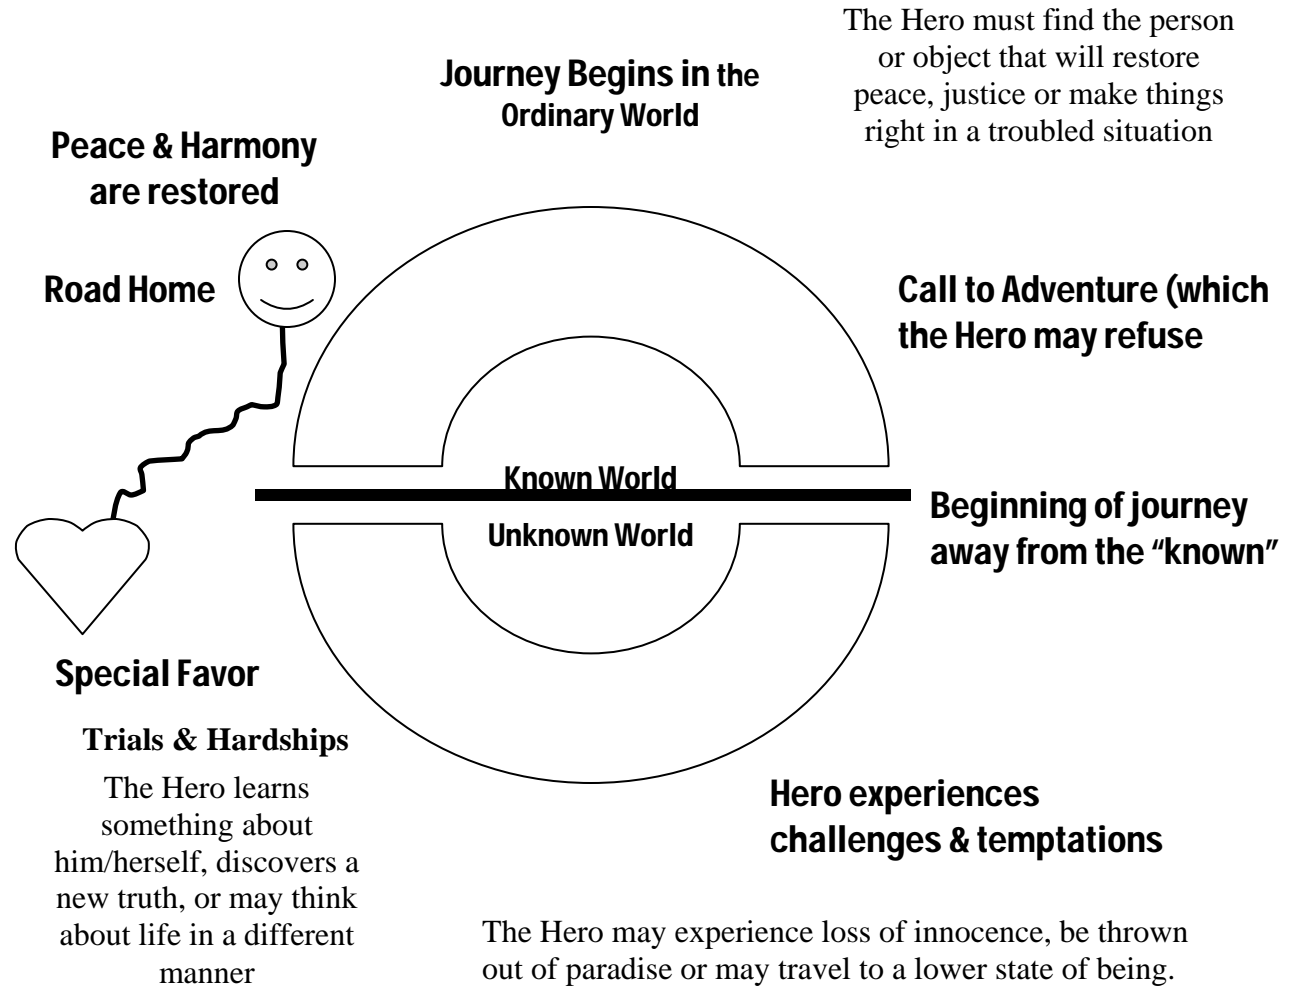 The Hero must find the person
or object that will restore
peace, justice or make things
right in a troubled situation
Journey Begins in the
Ordinary World
Peace & Harmony
are restored
Road Home
Call to Adventure (which
the Hero may refuse
Known World
Unknown World
Beginning of journey
away from the “known”
Special Favor
Trials & Hardships
The Hero learns
something about
him/herself, discovers a
new truth, or may think
about life in a different
manner
Hero experiences
challenges & temptations
The Hero may experience loss of innocence, be thrown
out of paradise or may travel to a lower state of being.